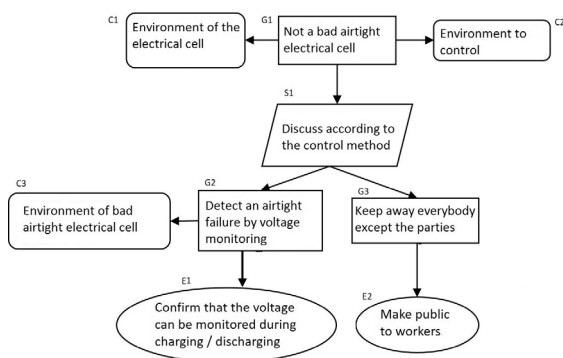 C1
Environment of the
electrical cell
G1
Not a bad airtight
electrical cell
C2
Environment to
control
S1
Discuss according to
the control method
C3
Environment of bad
airtight electrical cell
G2
Detect an airtight
failure by voltage
monitoring
G3
Keep away everybody
except the parties
E1
Confirm that the voltage
can be monitored during
charging / discharging
E2
Make public
to workers